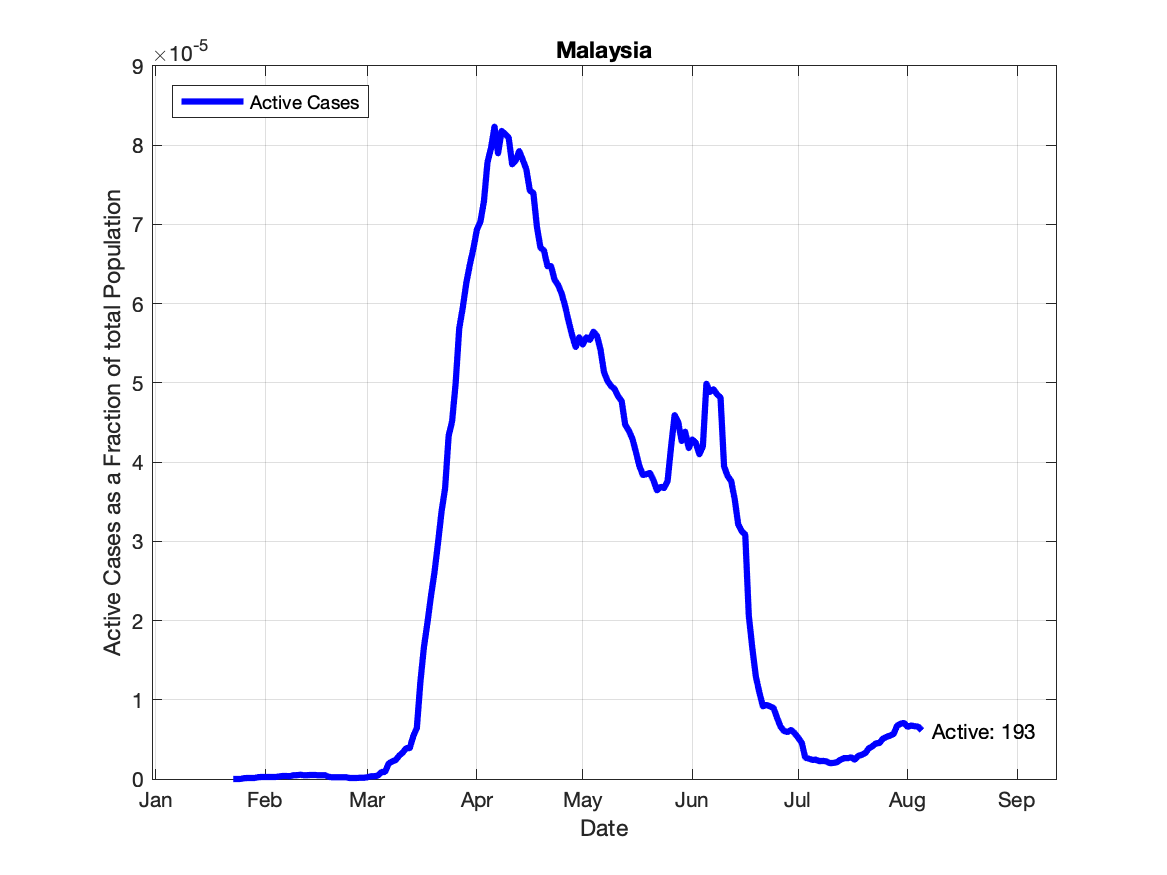 Malaysia
×10-5
Active Cases
9
8
7
6
5
4
3
2
1
0
Active Cases as a Fraction of total Population
Active: 193
Jan Feb Mar Apr May Jun Jul Aug Sep
Date